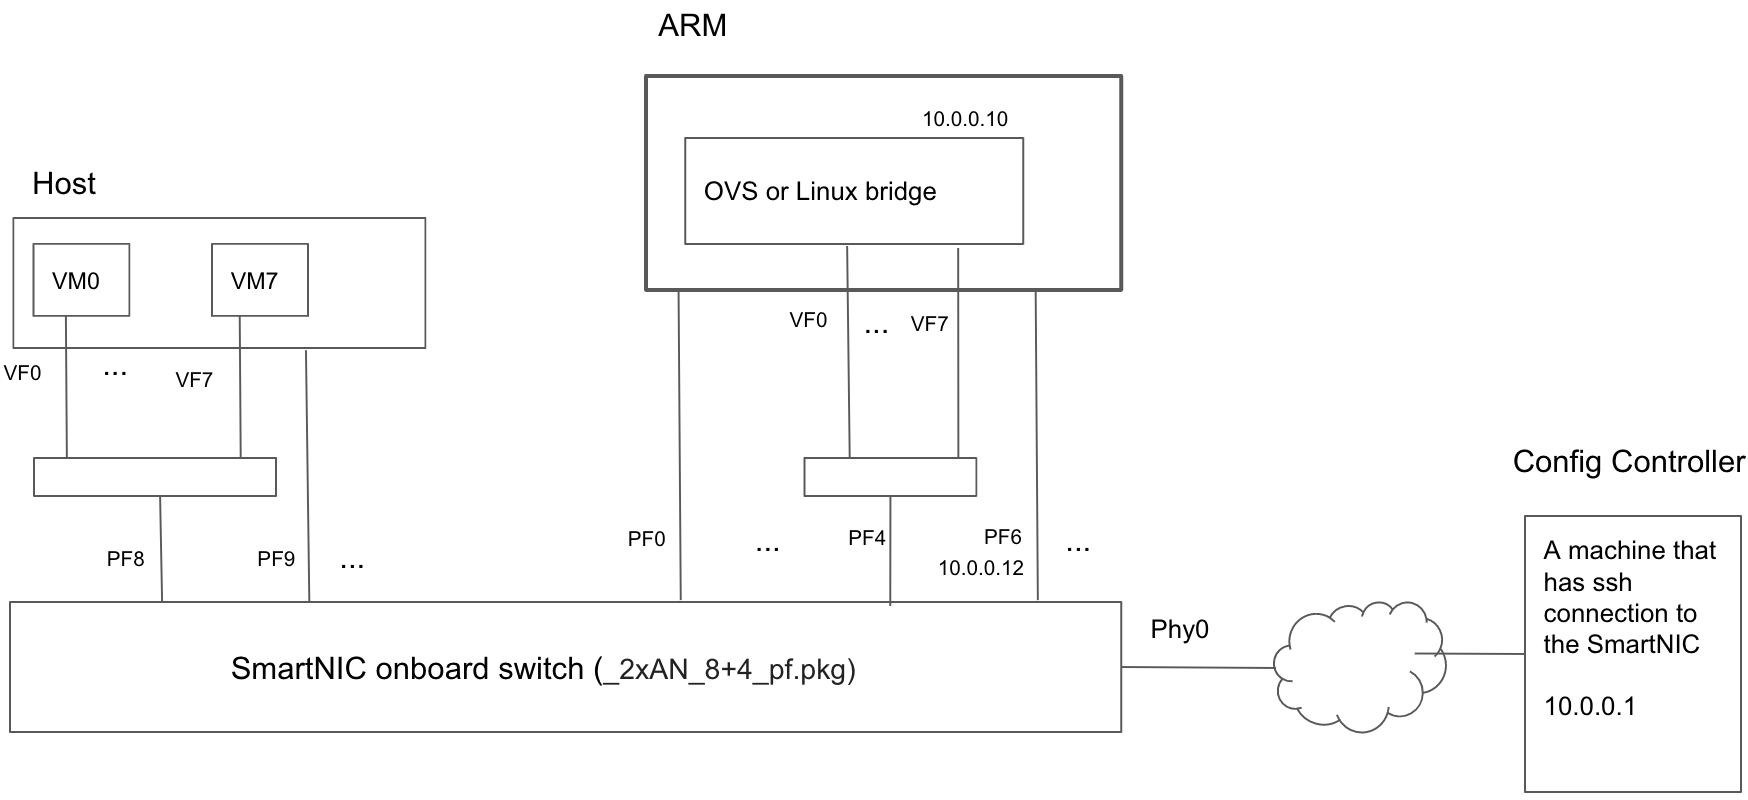 ARM
10.0.0.10
OVS or Linux bridge
Host
VM0
VM7
VF0
...
VF7
VF0
...
VF7
PF8
PF9
...
PF0
...
PF4
PF6
10.0.0.12
...
SmartNIC onboard switch (_2xAN_8+4_pf.pkg)
Phy0
Config Controller
A machine that
has ssh
connection to
the SmartNIC
10.0.0.1